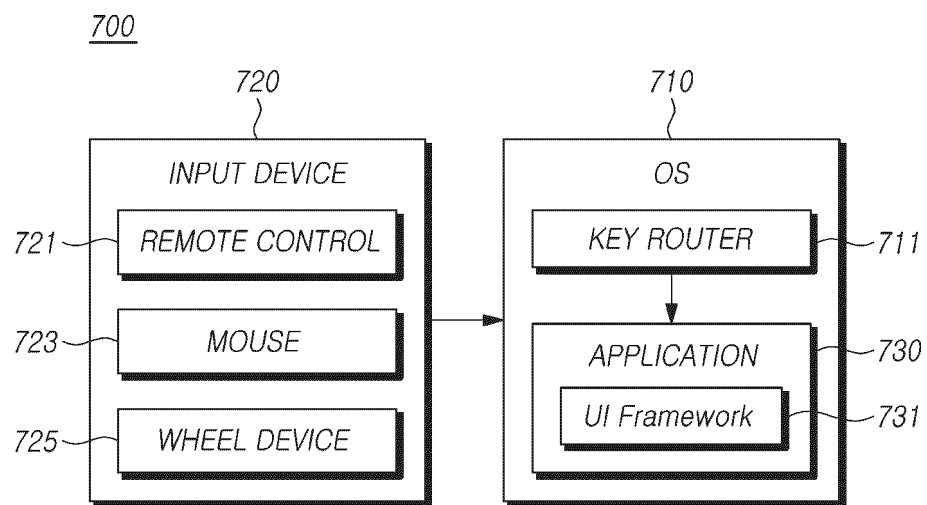 700
720
710
INPUT DEVICE
OS
721
REMOTE CONTROL
KEY ROUTER
711
723
MOUSE
APPLICATION
730
725
WHEEL DEVICE
UI Framework
731